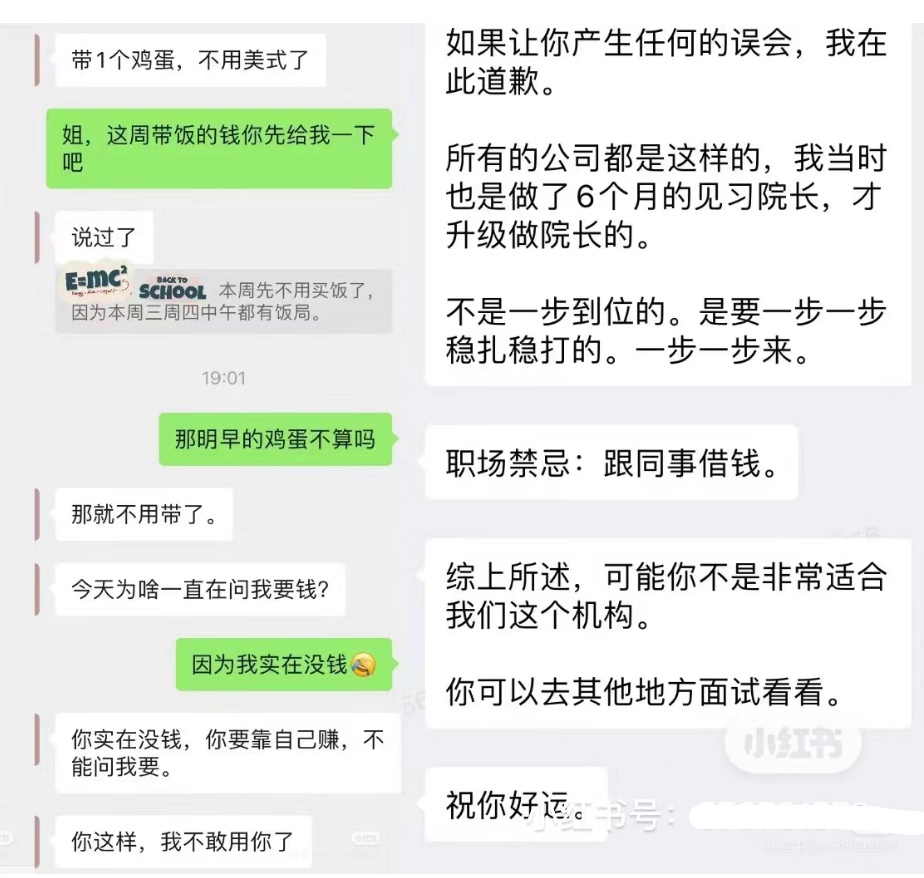 带1个鸡蛋，不用美式了
姐，这周带饭的钱你先给我一下
吧
说过了
E=mc²
BACK TO
SCHOOL 本周先不用买饭了，
因为本周三周四中午都有饭局。
19:01
那明早的鸡蛋不算吗
那就不用带了。
今天为啥一直在问我要钱？
因为我实在没钱
你实在没钱，你要靠自己赚，不
能问我要。
你这样，我不敢用你了
如果让你产生任何的误会，我在
此道歉。
所有的公司都是这样的，我当时
也是做了6个月的见习院长，才
升级做院长的。
不是一步到位的。是要一步一步
稳扎稳打的。一步一步来。
职场禁忌：跟同事借钱。
综上所述，可能你不是非常适合
我们这个机构。
你可以去其他地方面试看看。
小红书
祝你好运。
小红书号：